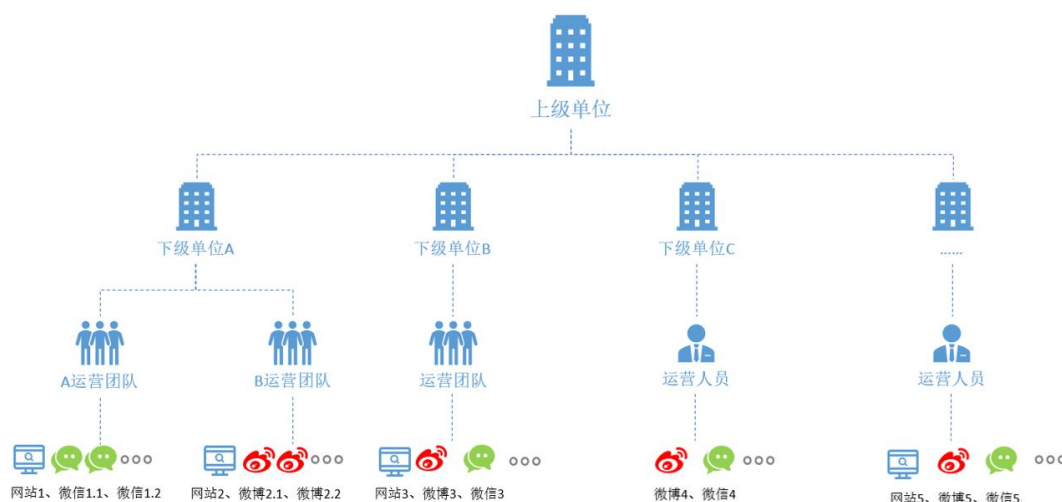 上级单位
下级单位A
下级单位B
下级单位C
......
A运营团队
B运营团队
运营团队
运营人员
运营人员
网站1、微信1.1、微信1.2
网站2、微博2.1、微博2.2
网站3、微博3、微信3
微博4、微信4
网站5、微博5、微信5